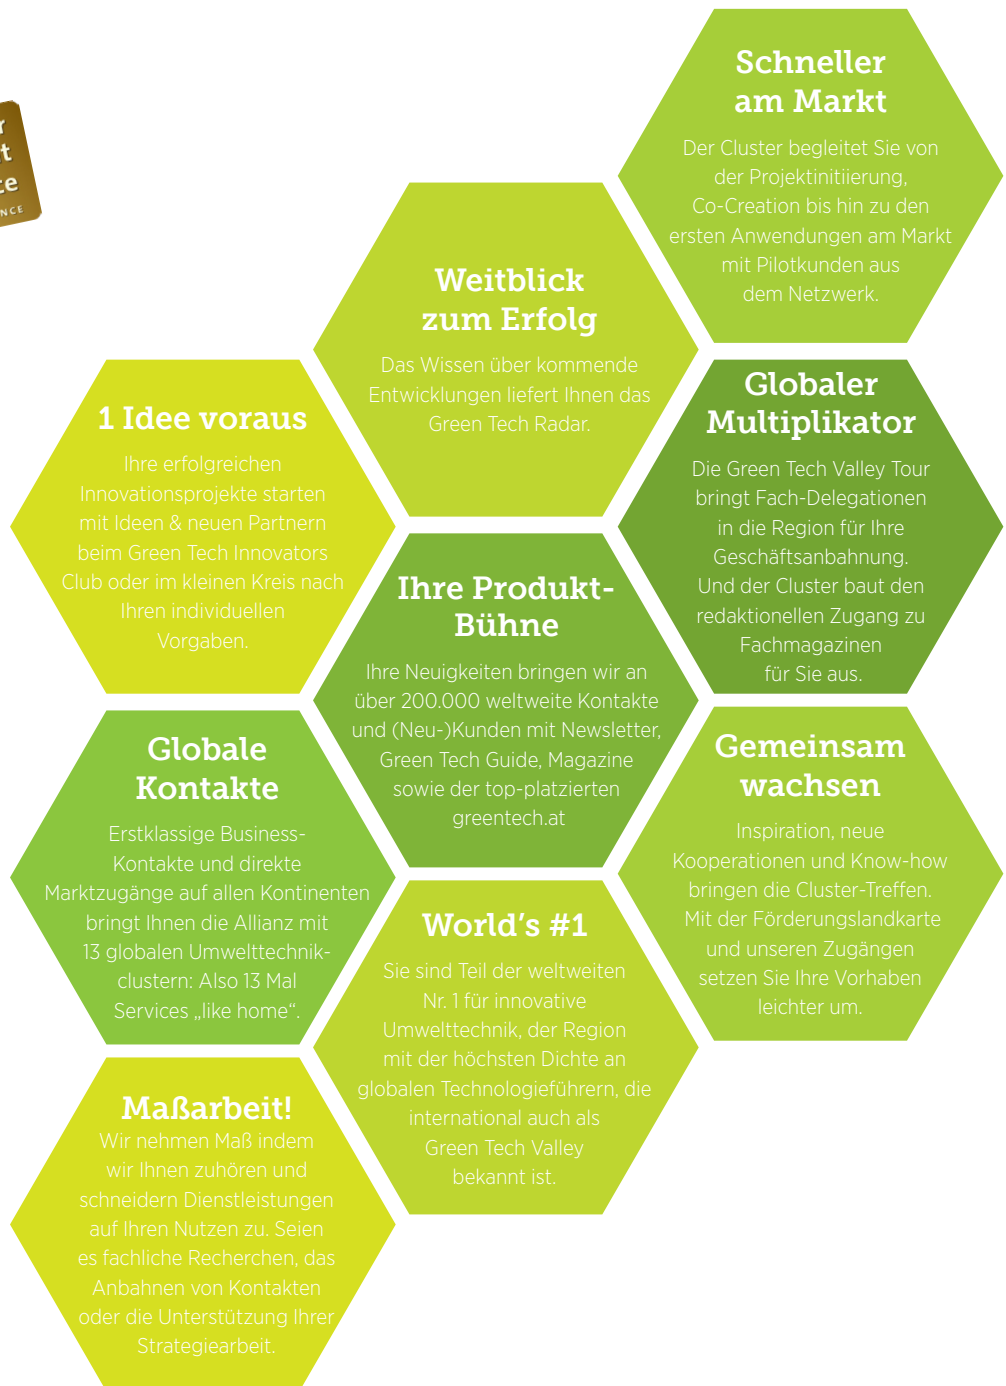 Schneller
am Markt
Der Cluster begleitet Sie von
der Projektinitiierung,
Co-Creation bis hin zu den
ersten Anwendungen am Markt
mit Pilotkunden aus
dem Netzwerk.
Weitblick
zum Erfolg
Das Wissen über kommende
Entwicklungen liefert Ihnen das
Green Tech Radar.
1 Idee voraus
Ihre erfolgreichen
Innovationsprojekte starten
mit Ideen & neuen Partnern
beim Green Tech Innovators
Club oder im kleinen Kreis nach
Ihren individuellen
Vorgaben.
Globaler
Multiplikator
Die Green Tech Valley Tour
bringt Fach-Delegationen
in die Region für Ihre
Geschäftsanbahnung.
Und der Cluster baut den
redaktionellen Zugang zu
Fachmagazinen
für Sie aus.
Ihre Produkt-
Bühne
Ihre Neuigkeiten bringen wir an
über 200.000 weltweite Kontakte
und (Neu-)Kunden mit Newsletter,
Green Tech Guide, Magazine
sowie der top-platzierten
greentech.at
Globale
Kontakte
Erstklassige Business-
Kontakte und direkte
Marktzugänge auf allen Kontinenten
bringt Ihnen die Allianz mit
13 globalen Umwelttechnik-
clustern: Also 13 Mal
Services „like home“.
Gemeinsam
wachsen
Inspiration, neue
Kooperationen und Know-how
bringen die Cluster-Treffen.
Mit der Förderungslandkarte
und unseren Zugängen
setzen Sie Ihre Vorhaben
leichter um.
World's #1
Sie sind Teil der weltweiten
Nr. 1 für innovative
Umwelttechnik, der Region
mit der höchsten Dichte an
globalen Technologieführern, die
international auch als
Green Tech Valley
bekannt ist.
Maßarbeit!
Wir nehmen Maß indem
wir Ihnen zuhören und
schneidern Dienstleistungen
auf Ihren Nutzen zu. Seien
es fachliche Recherchen, das
Anbahnen von Kontakten
oder die Unterstützung Ihrer
Strategiearbeit.